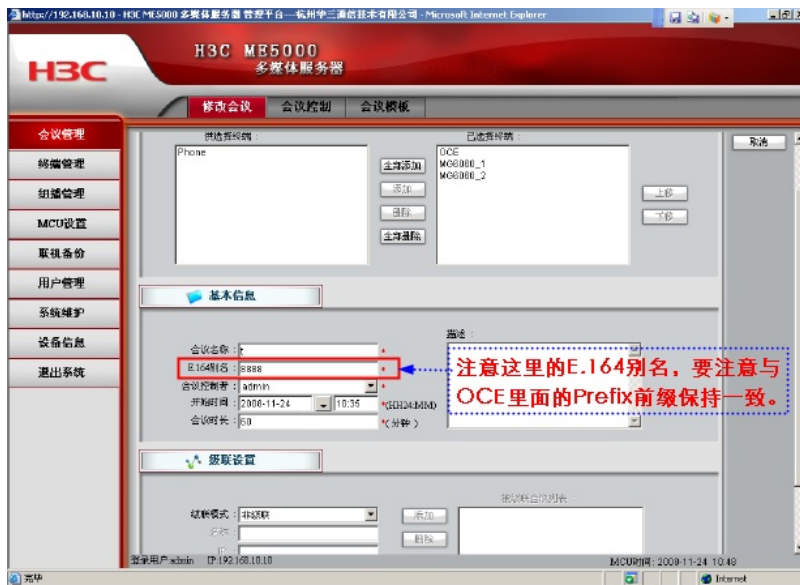 http://192.168.10.10 - H3C ME5000 多媒体服务器 管理平台---杭州华三通信技术有限公司 - Microsoft Internet Explorer
H3C
H3C ME5000
多媒体服务器
修改会议 会议控制 会议模板
会议管理
终端管理
组播管理
MCU设置
联机备份
用户管理
系统维护
设备信息
退出系统
供选择终端：
已选择终端：
取消
Phone
OCE
MG6060_1
MG6060_2
全部添加
添加
删除
全部删除
上移
下移
基本信息
会议名称：t *
描述：
E.164别名：8888 *
会议控制者：admin *
开始时间：2008-11-24 10:35 *(HH24:MM)
会议时长：60 *(分钟)
注意这里的E.164别名，要注意与
OCE里面的Prefix前缀保持一致。
级联设置
级联模式：非级联
添加
删除
名称：
IP：
登录用户 admin IP:192.168.10.10
MCU时间：2008-11-24 10:49
完毕
Internet